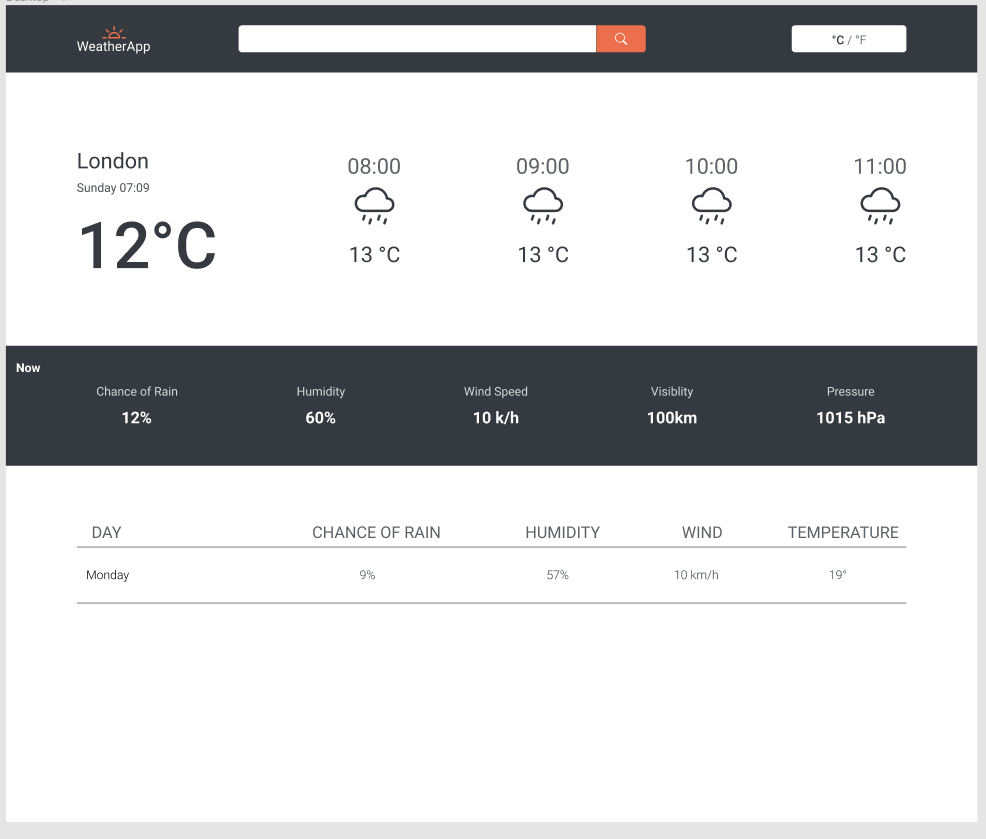 WeatherApp
°C / °F
London
Sunday 07:09
12°C
08:00 09:00 10:00 11:00
13 °C 13 °C 13 °C 13 °C
Now
Chance of Rain Humidity Wind Speed Visiblity Pressure
12% 60% 10 k/h 100km 1015 hPa
DAY CHANCE OF RAIN HUMIDITY WIND TEMPERATURE
Monday 9% 57% 10 km/h 19°